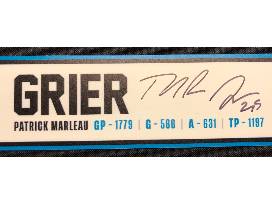 GRIER
PATRICK MARLEAU GP - 1779 | G - 566 | A - 631 | TP - 1197